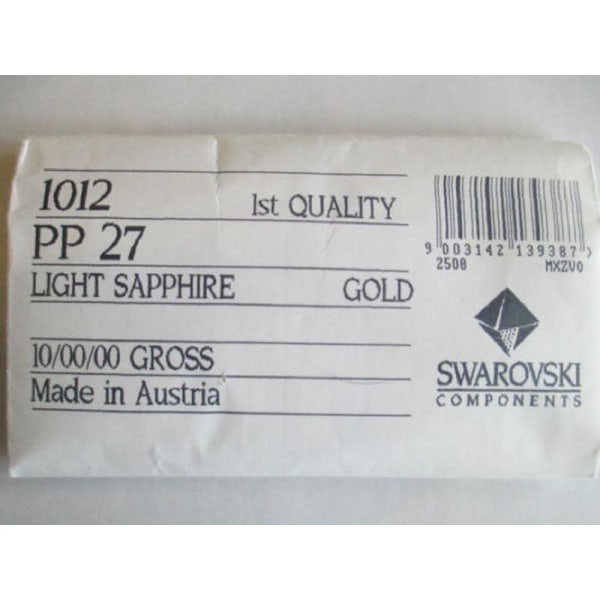 1012
1st QUALITY
PP 27
LIGHT SAPPHIRE GOLD
10/00/00 GROSS
Made in Austria
9 003142 139387 >
2508 MXZV0
SWAROVSKI
COMPONENTS